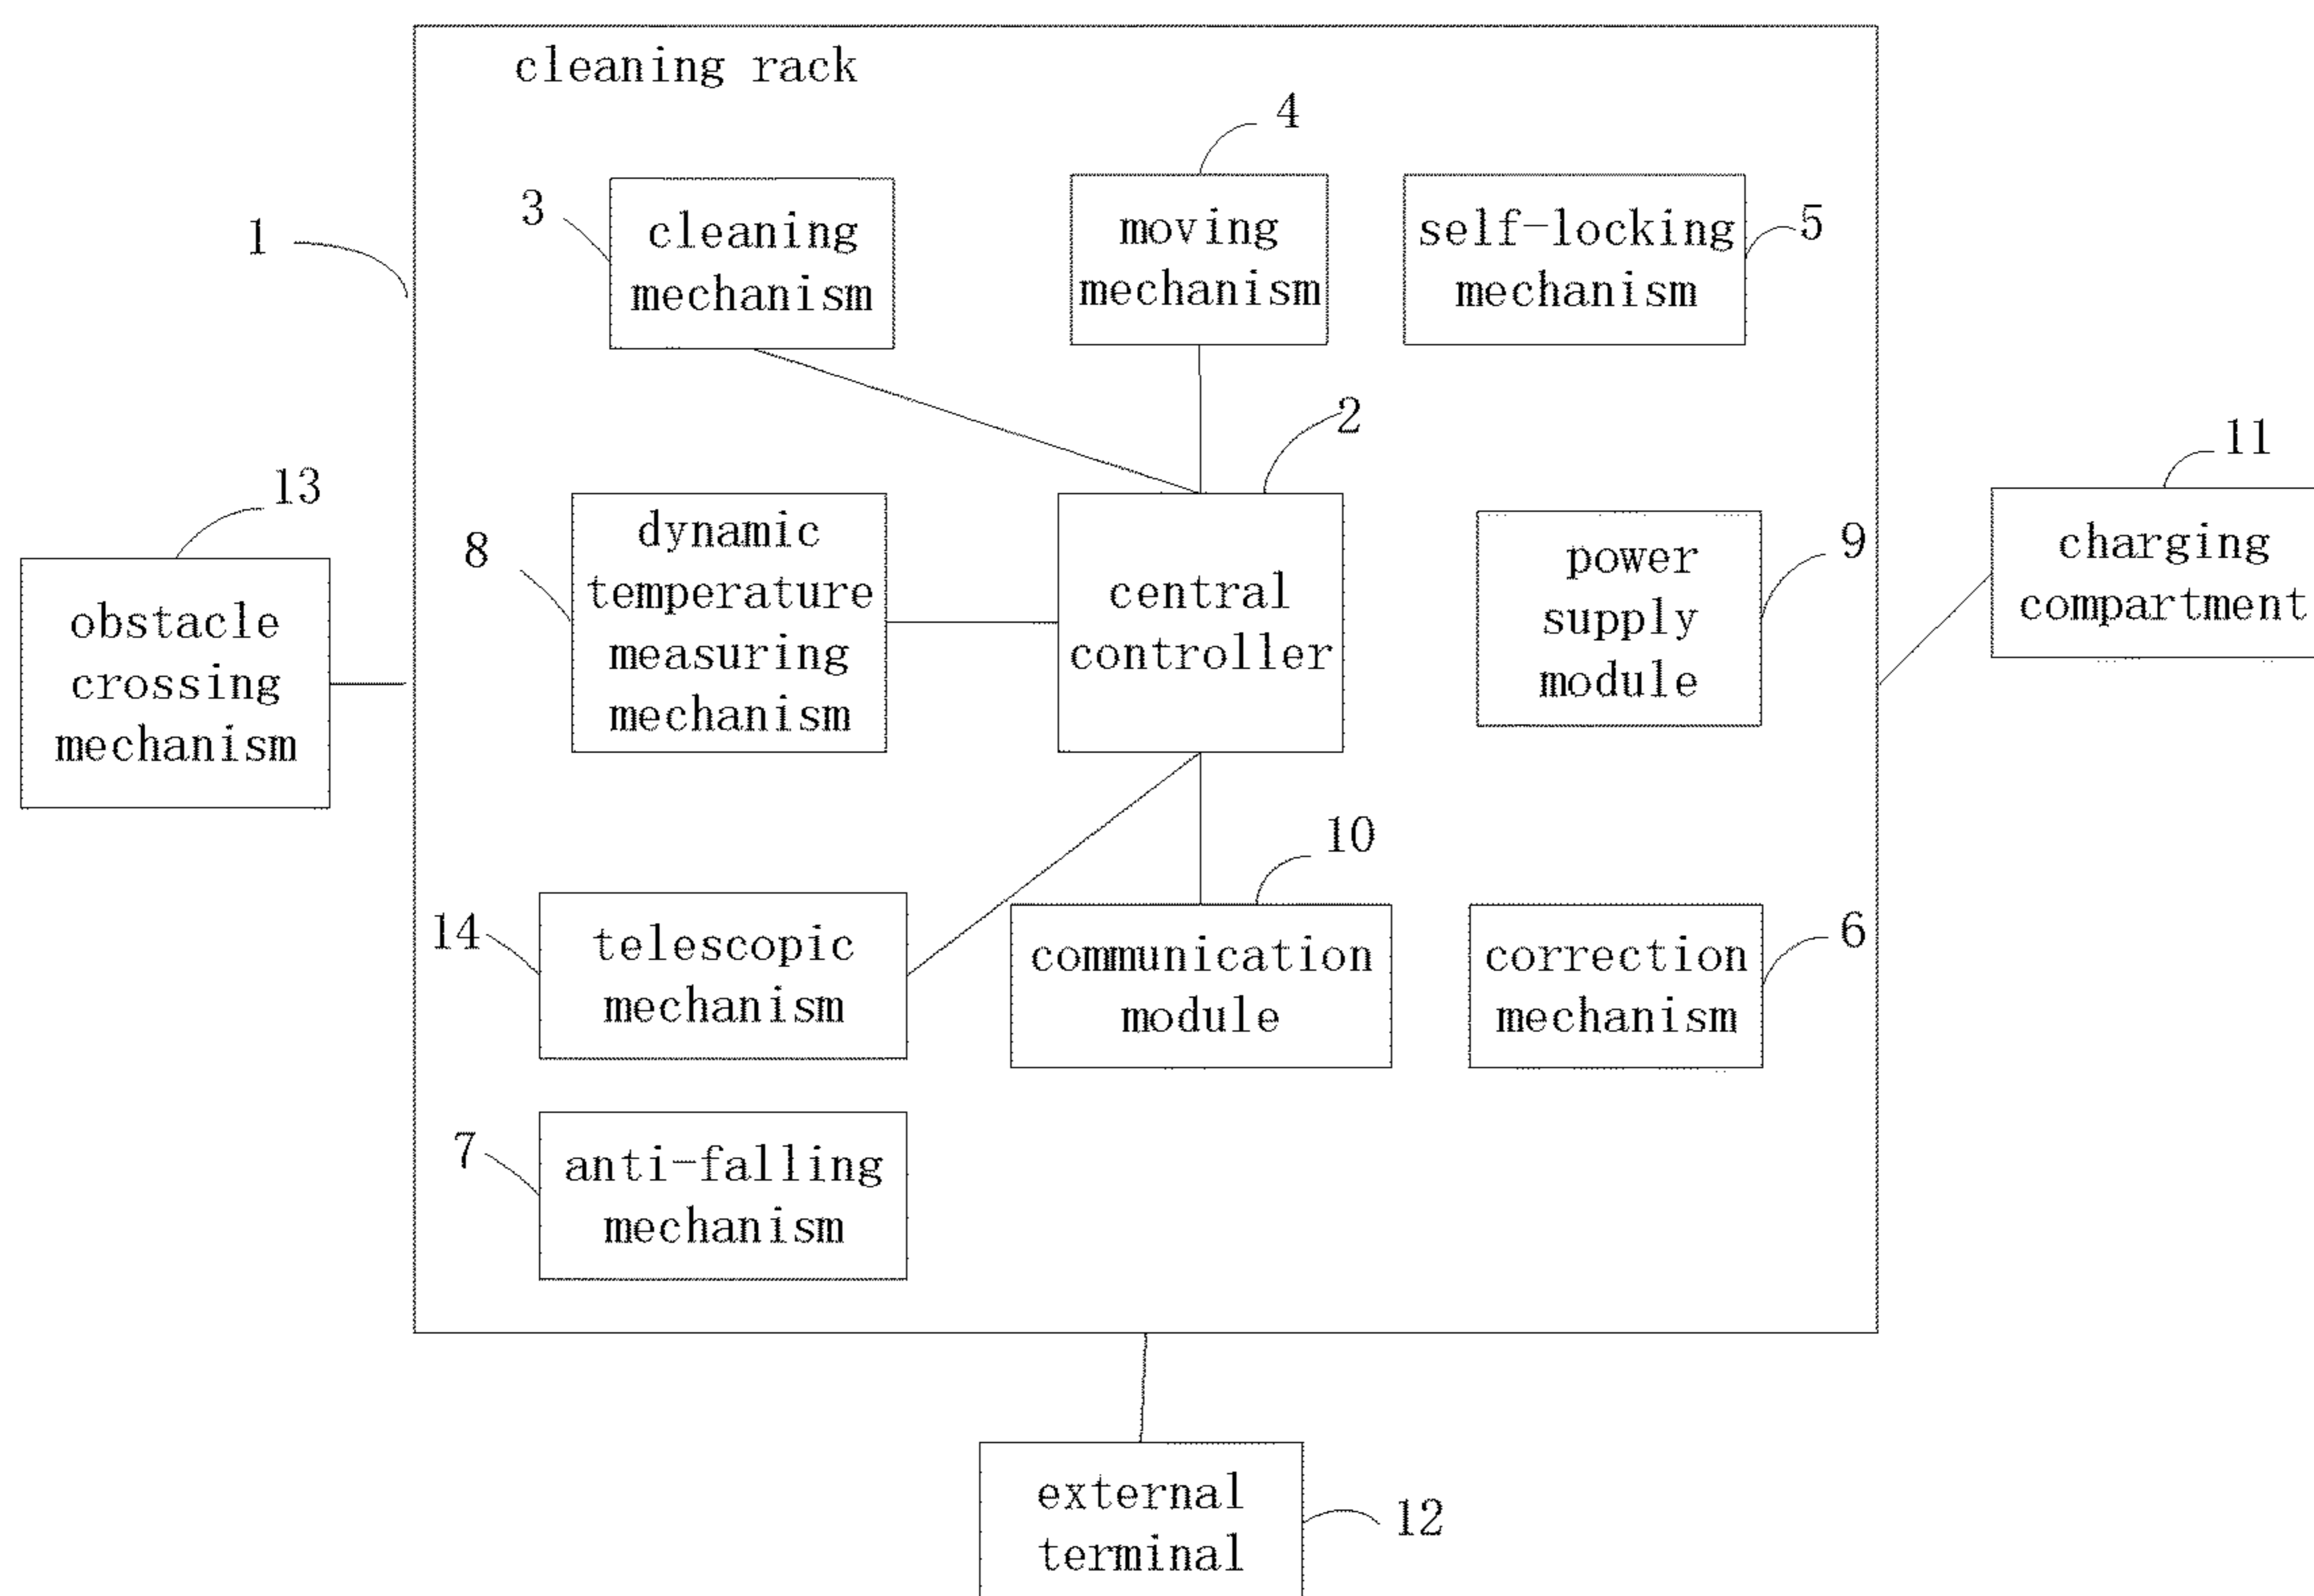 cleaning rack
4
3
cleaning
mechanism
moving
mechanism
self-locking
mechanism
5
1
2
11
13
8
dynamic
temperature
measuring
mechanism
central
controller
power
supply
module
9
charging
compartment
obstacle
crossing
mechanism
10
14
telescopic
mechanism
communication
module
correction
mechanism
6
7
anti-falling
mechanism
external
terminal
12